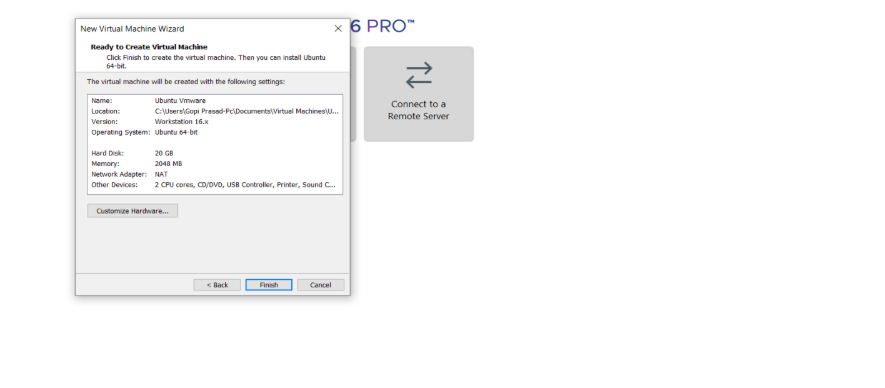 New Virtual Machine Wizard
6 PRO™
Ready to Create Virtual Machine
Click Finish to create the virtual machine. Then you can install Ubuntu
64-bit.
The virtual machine will be created with the following settings:
Name: Ubuntu Vmware
Location: C:\Users\Gopi Prasad-Pc\Documents\Virtual Machines\U...
Version: Workstation 16.x
Operating System: Ubuntu 64-bit
Hard Disk: 20 GB
Memory: 2048 MB
Network Adapter: NAT
Other Devices: 2 CPU cores, CD/DVD, USB Controller, Printer, Sound C...
Customize Hardware...
< Back Finish Cancel
Connect to a
Remote Server